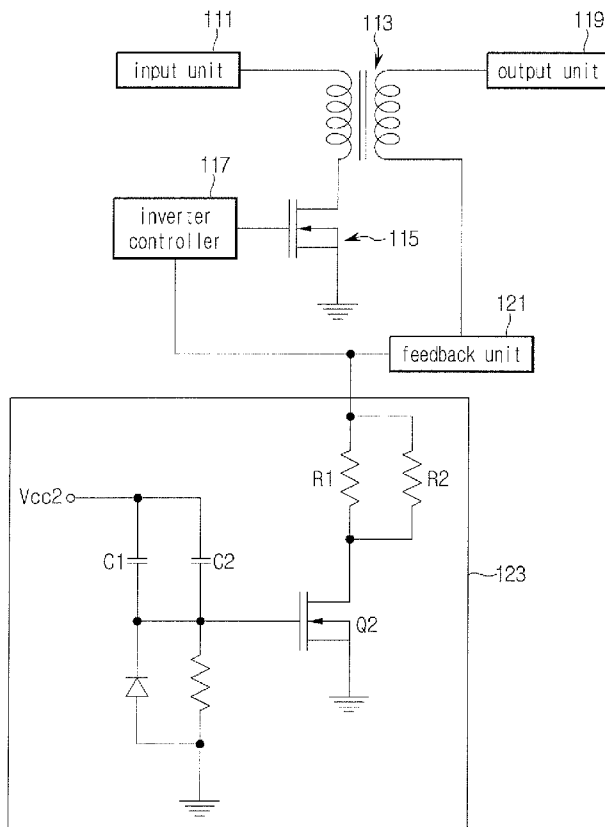 111
113
119
input unit
output unit
117
inverter
controller
115
121
feedback unit
R1
R2
Vcc2
C1
C2
123
Q2